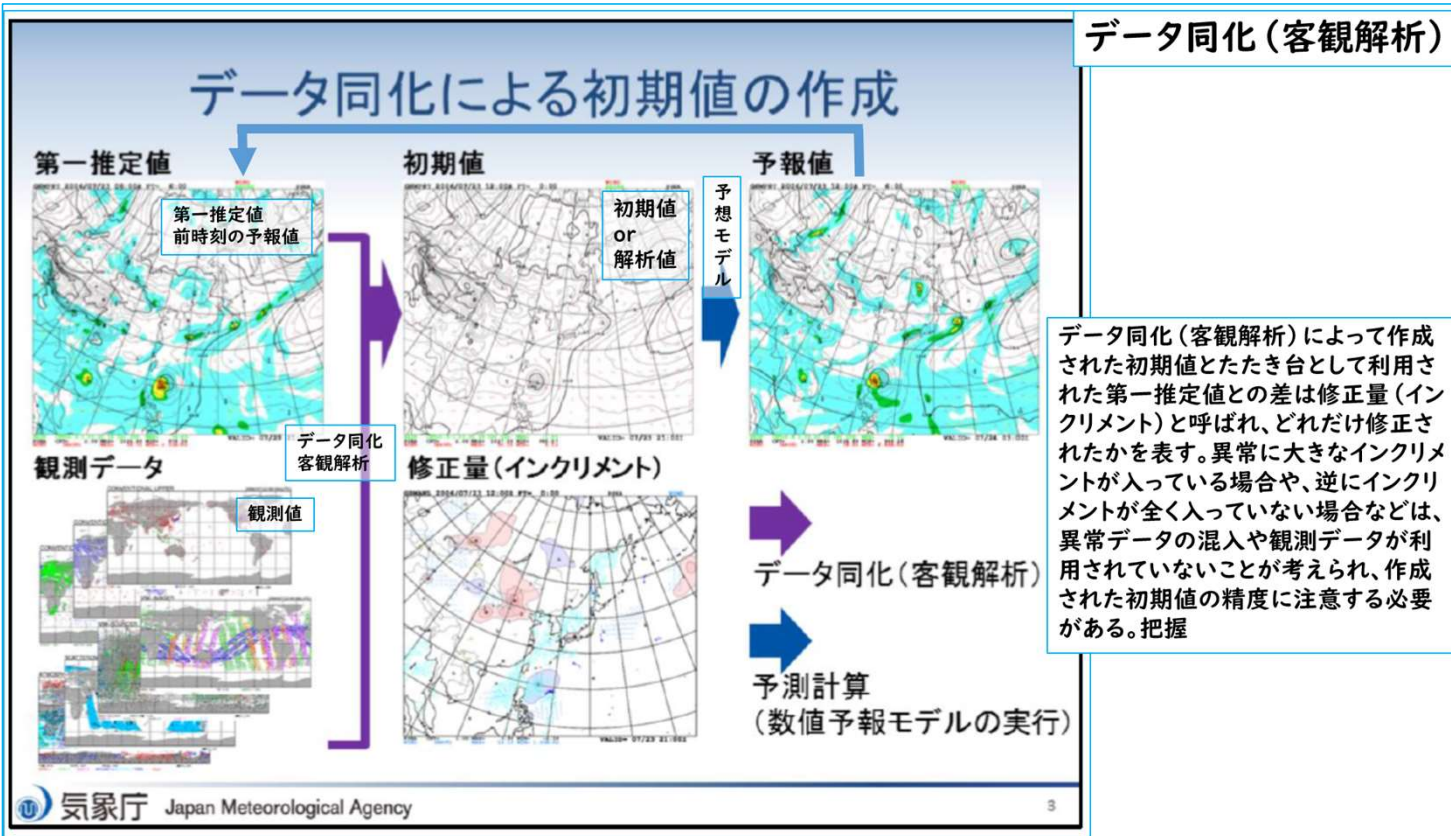 データ同化(客観解析)
データ同化による初期値の作成
第一推定値
初期値
予報値
第一推定値
前時刻の予報値
初期値
or
解析値
予
想
モ
デ
ル
データ同化
客観解析
観測データ
観測値
修正量(インクリメント)
データ同化(客観解析)
予測計算
(数値予報モデルの実行)
データ同化(客観解析)によって作成
された初期値とたたき台として利用さ
れた第一推定値との差は修正量(イン
クリメント)と呼ばれ、どれだけ修正さ
れたかを表す。異常に大きなインクリメ
ントが入っている場合や、逆にインクリ
メントが全く入っていない場合などは、
異常データの混入や観測データが利
用されていないことが考えられ、作成
された初期値の精度に注意する必要
がある。把握
気象庁 Japan Meteorological Agency
3